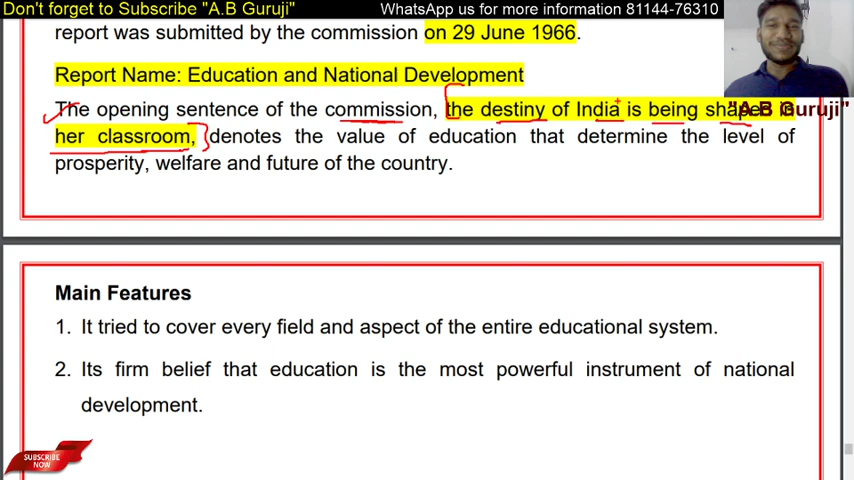 Don't forget to Subscribe "A.B Guruji"
WhatsApp us for more information 81144-76310
report was submitted by the commission on 29 June 1966.
Report Name: Education and National Development
The opening sentence of the commission, the destiny of India is being shapes in
"A.B Guruji"
her classroom, denotes the value of education that determine the level of
prosperity, welfare and future of the country.
Main Features
1. It tried to cover every field and aspect of the entire educational system.
2. Its firm belief that education is the most powerful instrument of national
development.
SUBSCRIBE
NOW